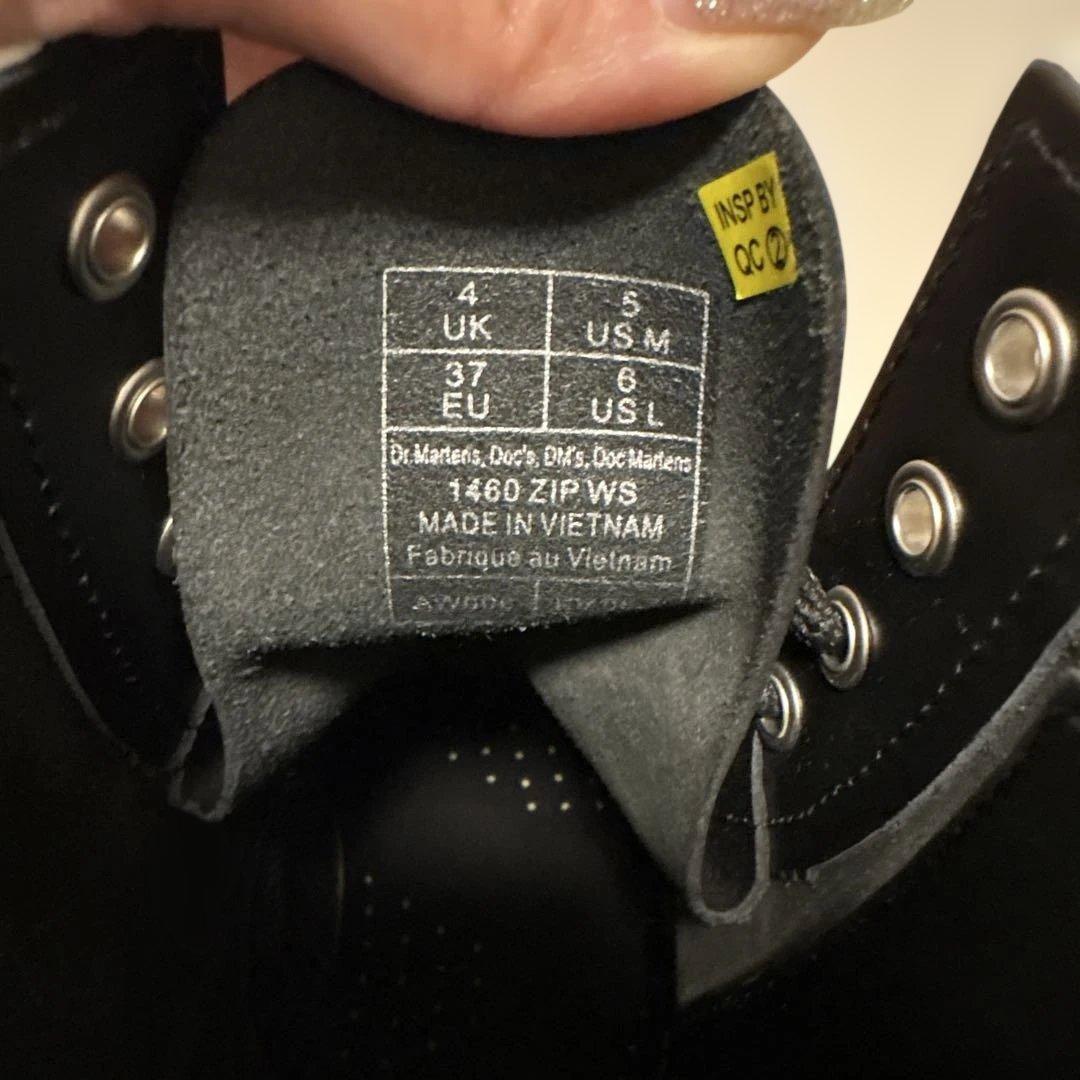 INSP BY
QC 2
4
UK
5
US M
37
EU
6
US L
Dr. Martens, Doc's, DM's, Doc Martens
1460 ZIP WS
MADE IN VIETNAM
Fabrique au Vietnam